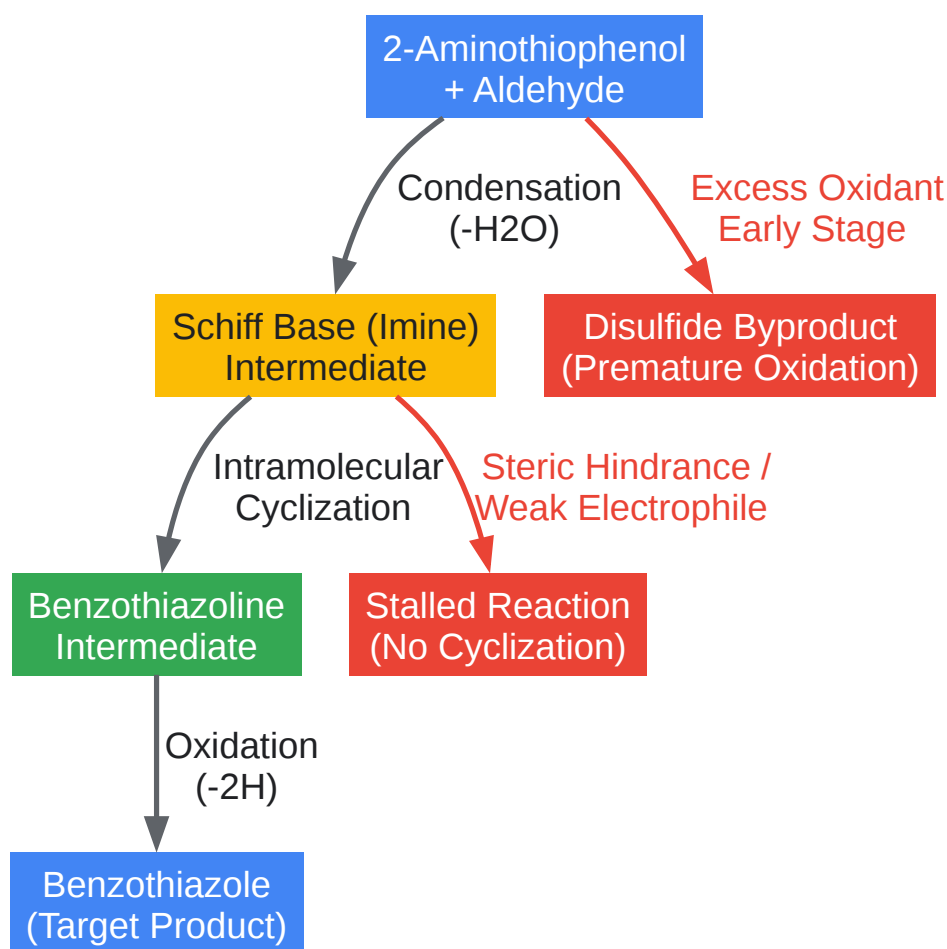 2-Aminothiophenol
+ Aldehyde
Condensation
(-H2O)
Excess Oxidant
Early Stage
Schiff Base (Imine)
Intermediate
Disulfide Byproduct
(Premature Oxidation)
Intramolecular
Cyclization
Steric Hindrance /
Weak Electrophile
Benzothiazoline
Intermediate
Stalled Reaction
(No Cyclization)
Oxidation
(-2H)
Benzothiazole
(Target Product)